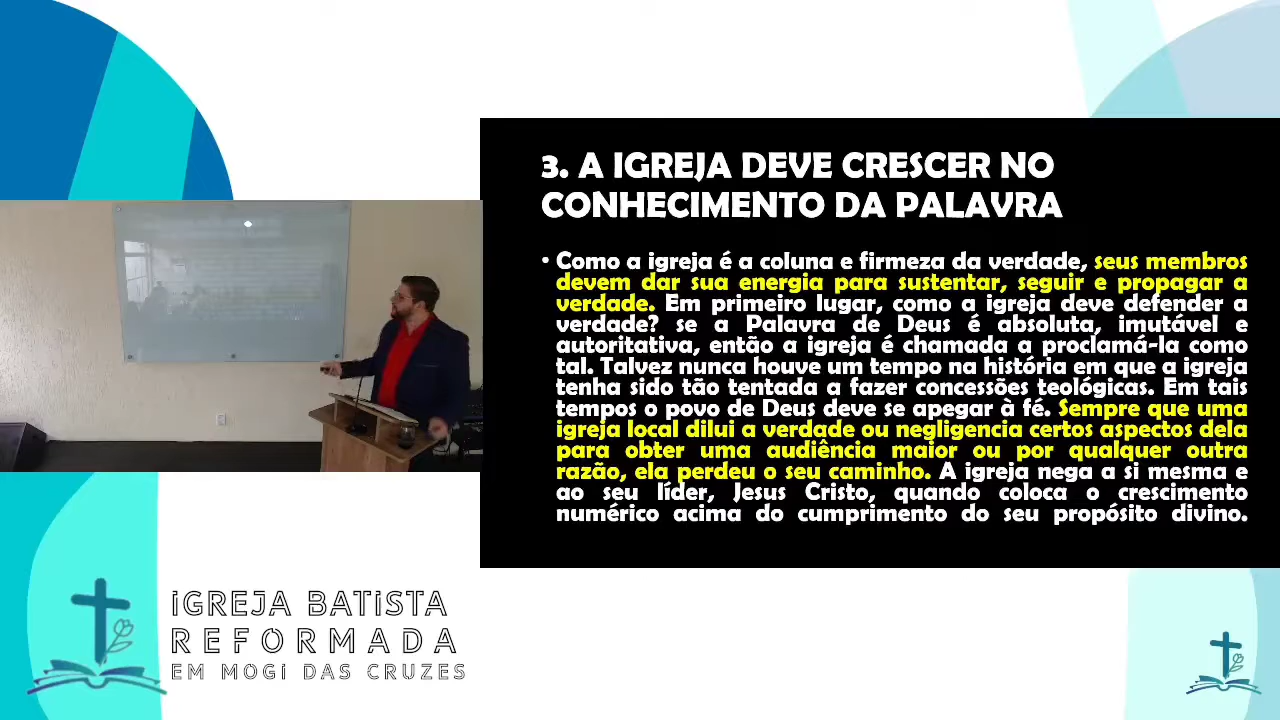 3. A IGREJA DEVE CRESCER NO
CONHECIMENTO DA PALAVRA
• Como a igreja é a coluna e firmeza da verdade, seus membros
devem dar sua energia para sustentar, seguir e propagar a
verdade. Em primeiro lugar, como a igreja deve defender a
verdade? se a Palavra de Deus é absoluta, imutável e
autoritativa, então a igreja é chamada a proclamá-la como
tal. Talvez nunca houve um tempo na história em que a igreja
tenha sido tão tentada a fazer concessões teológicas. Em tais
tempos o povo de Deus deve se apegar à fé. Sempre que uma
igreja local dilui a verdade ou negligencia certos aspectos dela
para obter uma audiência maior ou por qualquer outra
razão, ela perdeu o seu caminho. A igreja nega a si mesma e
ao seu líder, Jesus Cristo, quando coloca o crescimento
numérico acima do cumprimento do seu propósito divino.
iGREJA BATiSTA
REFORMADA
EM MOGi DAS CRUZES